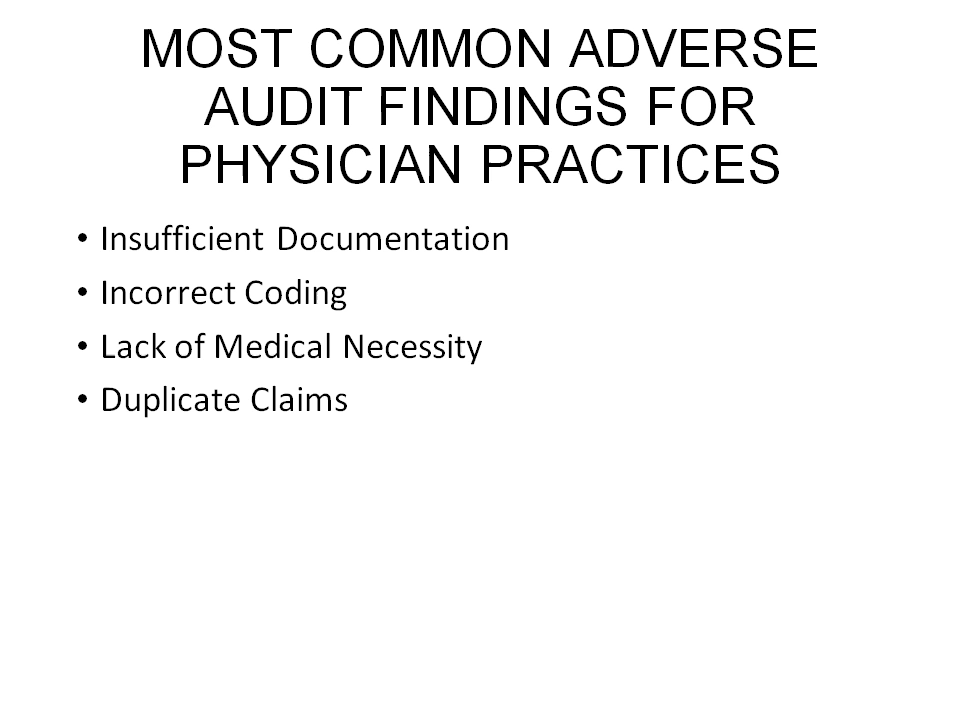 MOST COMMON ADVERSE
AUDIT FINDINGS FOR
PHYSICIAN PRACTICES
• Insufficient Documentation
• Incorrect Coding
• Lack of Medical Necessity
• Duplicate Claims